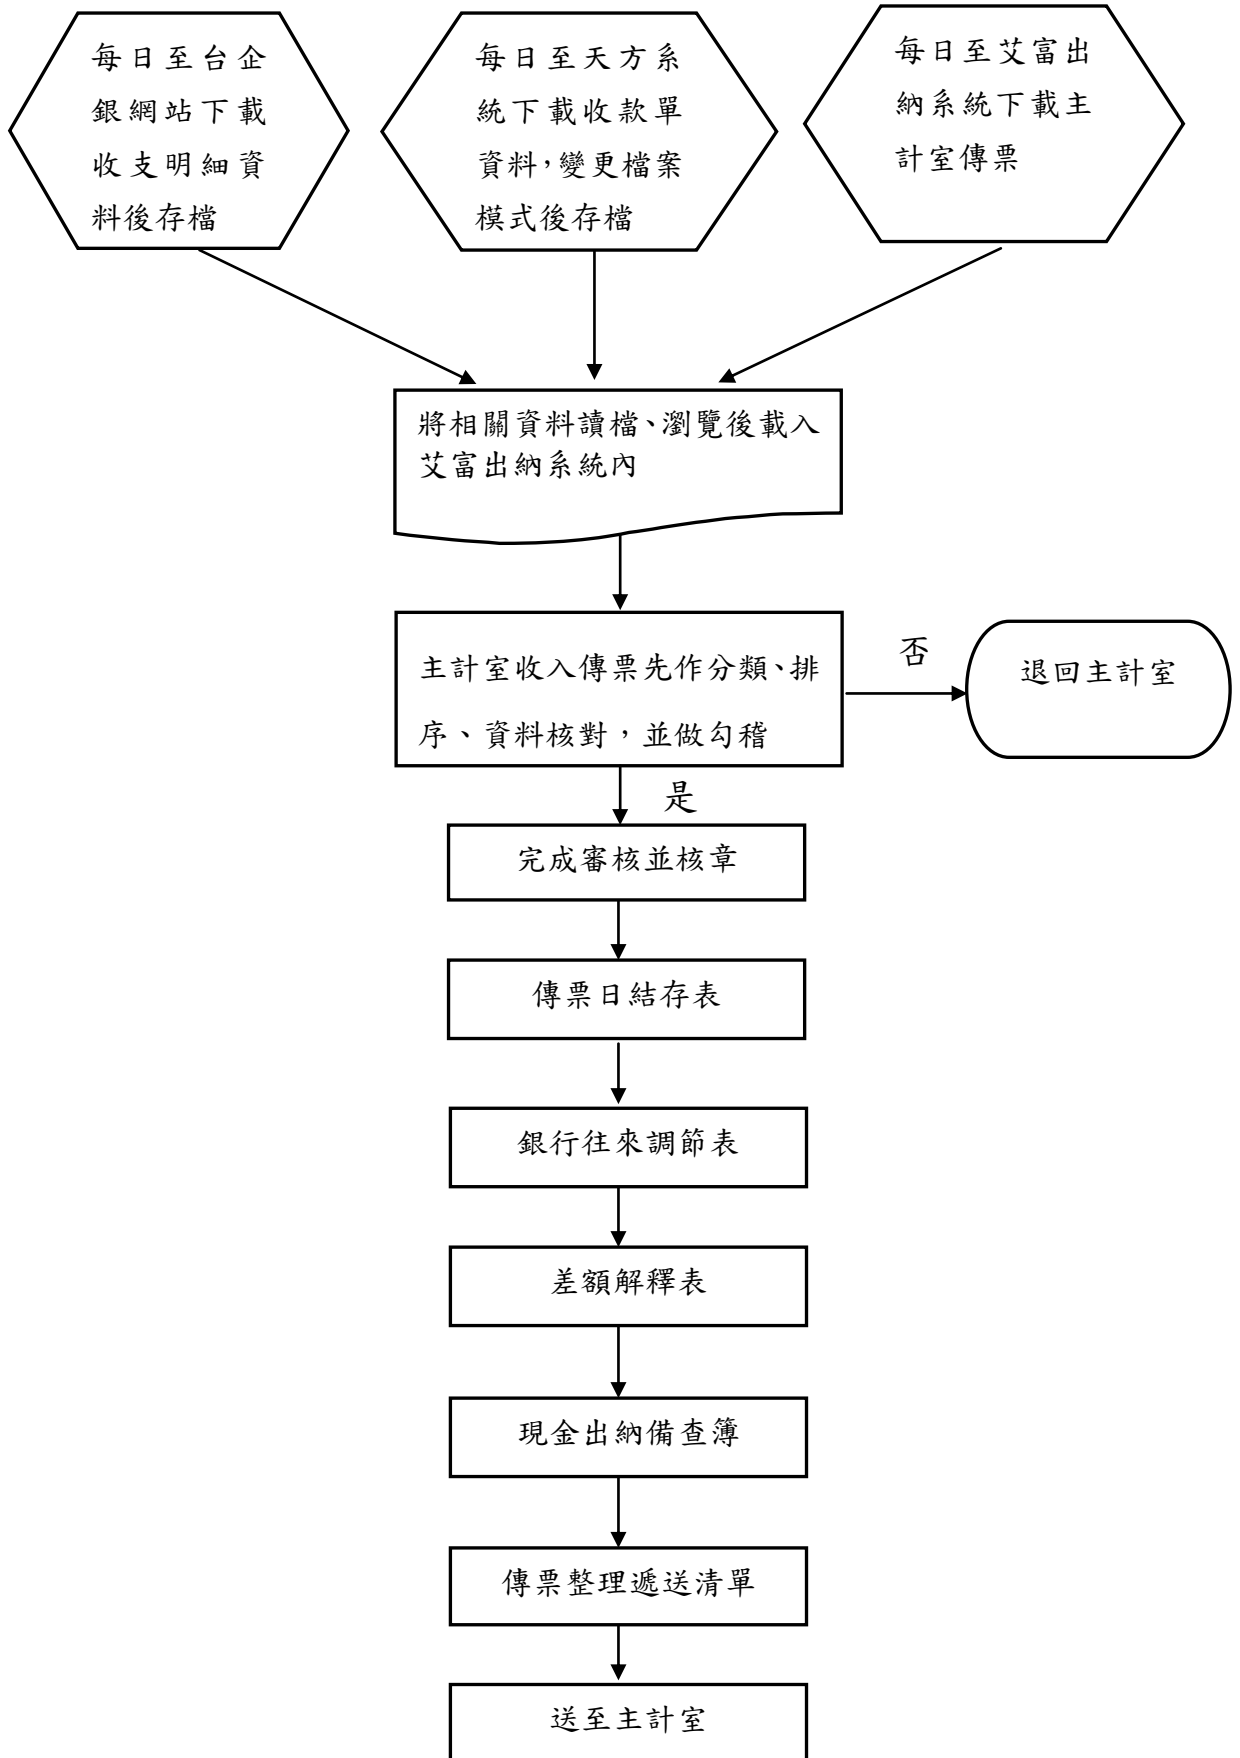 每日至台企
銀網站下載
收支明細資
料後存檔
每日至天方系
統下載收款單
資料，變更檔案
模式後存檔
每日至艾富出
納系統下載主
計室傳票
將相關資料讀檔、瀏覽後載入
艾富出納系統內
主計室收入傳票先作分類、排
序、資料核對，並做勾稽
否
退回主計室
是
完成審核並核章
傳票日結存表
銀行往來調節表
差額解釋表
現金出納備查簿
傳票整理遞送清單
送至主計室